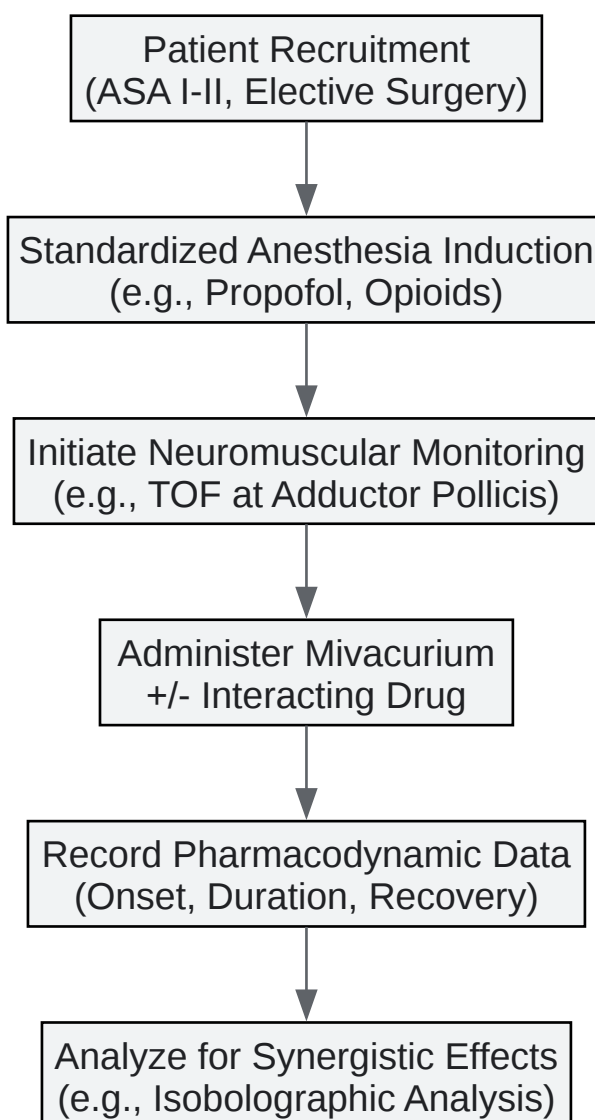 Patient Recruitment
(ASA I-II, Elective Surgery)
Standardized Anesthesia Induction
(e.g., Propofol, Opioids)
Initiate Neuromuscular Monitoring
(e.g., TOF at Adductor Pollicis)
Administer Mivacurium
+/- Interacting Drug
Record Pharmacodynamic Data
(Onset, Duration, Recovery)
Analyze for Synergistic Effects
(e.g., Isobolographic Analysis)